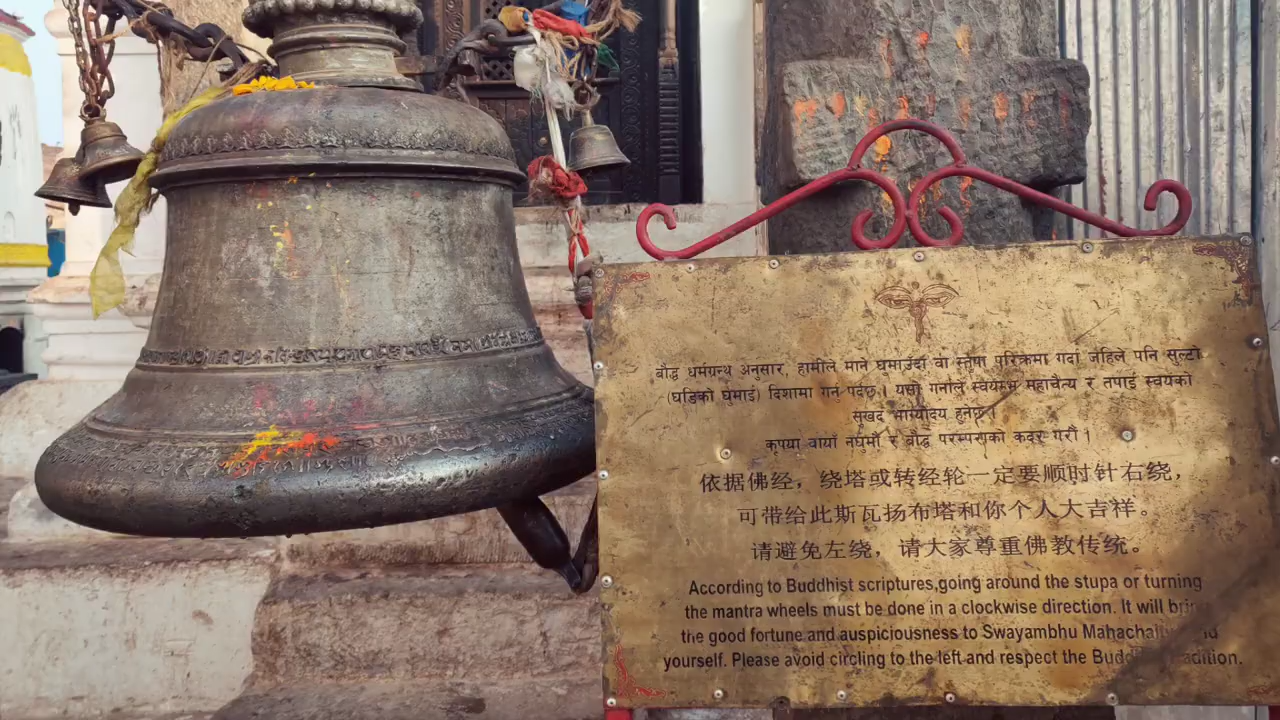 बौद्ध धर्मग्रन्थ अनुसार, हामीले माने घुमाउँदा वा स्तुपा परिक्रमा गर्दा जहिले पनि सुल्टो
(घडिको घुमाई) दिशामा गर्नु पर्दछ। यसो गर्नाले स्वयम्भू महाचैत्य र तपाई स्वयंको
सुखद भाग्योदय हुनेछ।
कृपया बायाँ नघुमौं र बौद्ध परम्पराको कदर गरौं।
依据佛经，绕塔或转经轮一定要顺时针右绕，
可带给此斯瓦扬布塔和你个人大吉祥。
请避免左绕，请大家尊重佛教传统。
According to Buddhist scriptures,going around the stupa or turning
the mantra wheels must be done in a clockwise direction. It will
the good fortune and auspiciousness to Swayambhu
yourself. Please avoid circling to the left and respect the